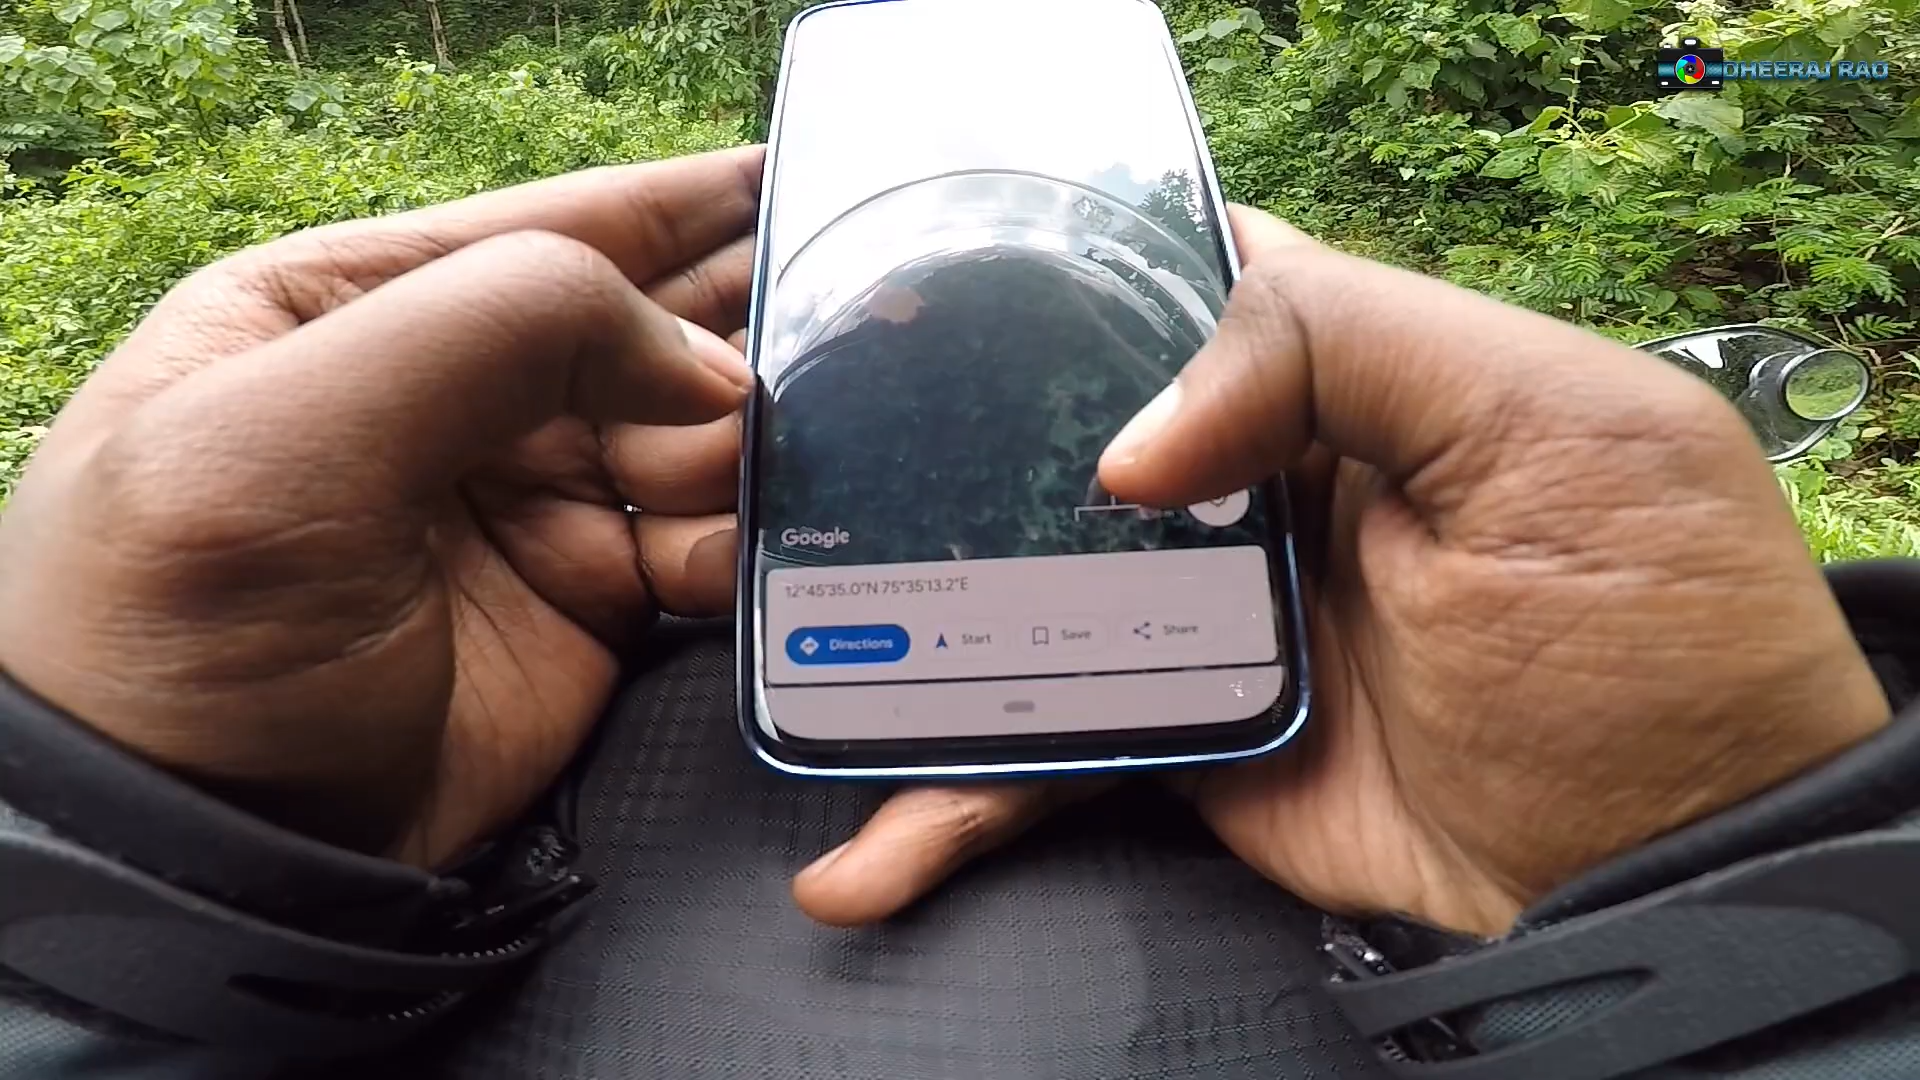 DHEERAJ RAO
Google
12°45'35.0"N 75°35'13.2"E
Directions
Start
Save
Share